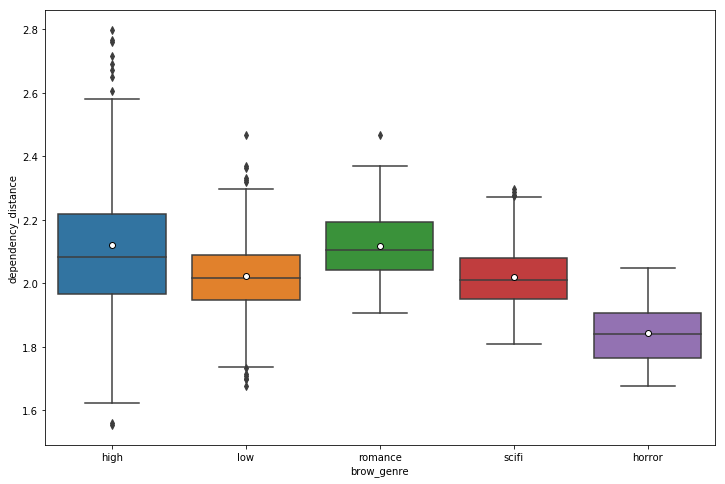 2.8
2.6
2.4
2.2
2.0
1.8
1.6
dependency_distance
high low romance scifi horror
brow_genre